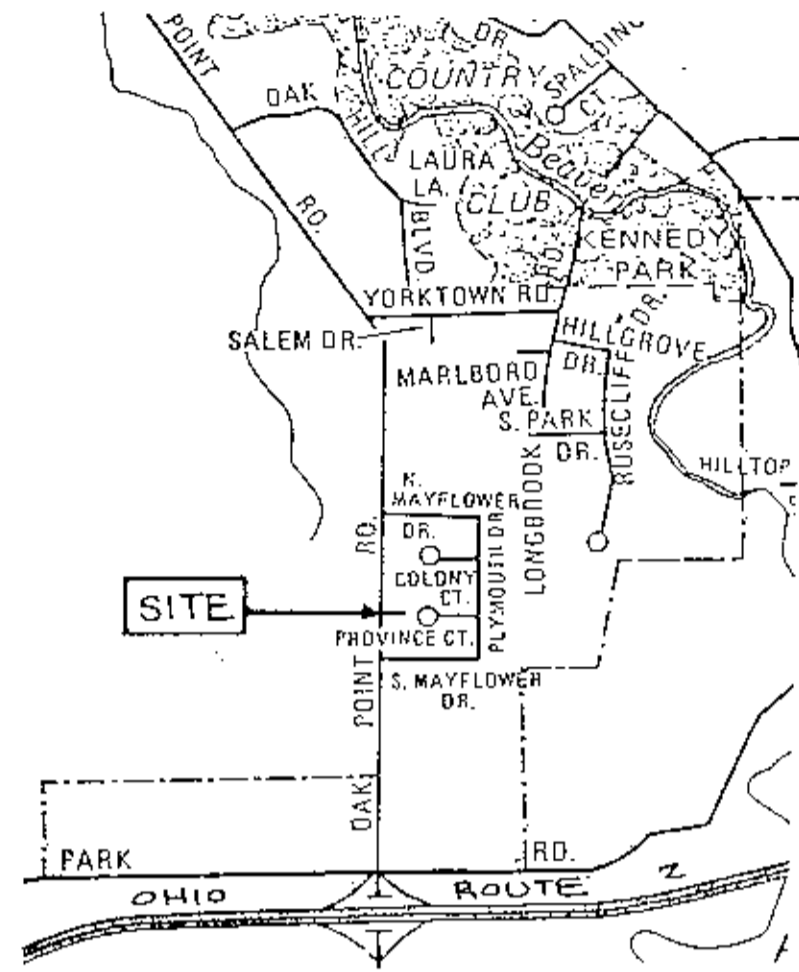 POINT
RD.
OAK
HILL
BLVD
LAURA
LA.
DR
COUNTRY
CLUB
SPALDING
CT.
Beaver
KENNEDY
PARK
RD.
YORKTOWN RD.
SALEM DR.
HILLGROVE
DR.
MARLBORO
AVE.
S. PARK
DR.
ROSECLIFF DR.
LONGBROOK
HILLTOP
N.
MAYFLOWER
DR.
COLONY
CT.
PLYMOUTH DR.
SITE
PROVINCE CT.
S. MAYFLOWER
DR.
OAK POINT RD.
PARK RD.
OHIO ROUTE 2